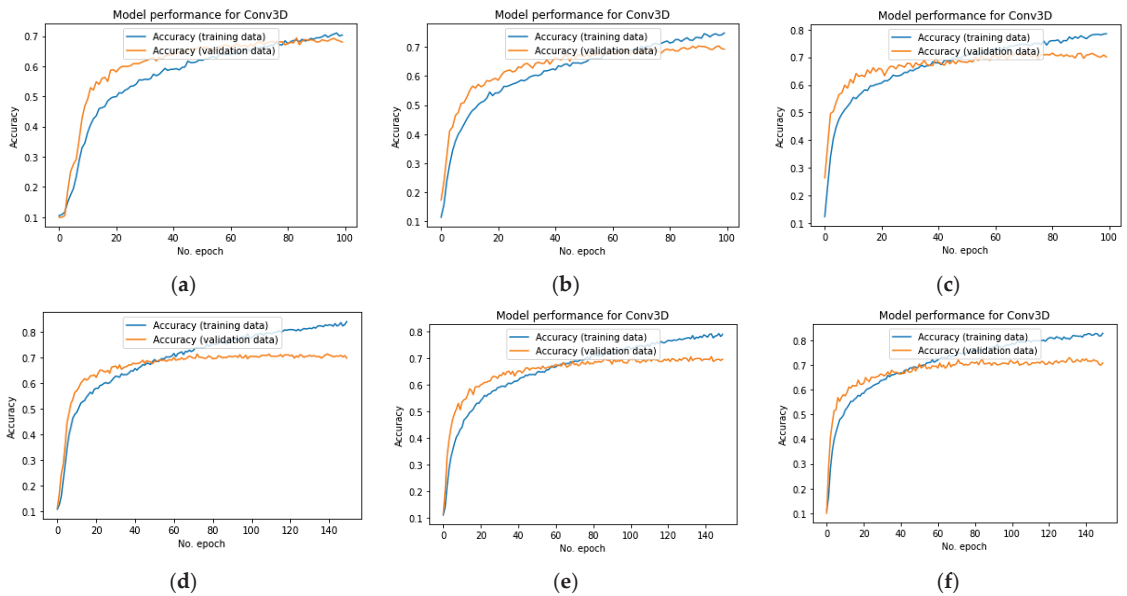 Model performance for Conv3D
Accuracy (training data)
Accuracy (validation data)
Accuracy
0.7
0.6
0.5
0.4
0.3
0.2
0.1
0 20 40 60 80 100
No. epoch
(a)
Model performance for Conv3D
Accuracy (training data)
Accuracy (validation data)
Accuracy
0.7
0.6
0.5
0.4
0.3
0.2
0.1
0 20 40 60 80 100
No. epoch
(b)
Model performance for Conv3D
Accuracy (training data)
Accuracy (validation data)
Accuracy
0.8
0.7
0.6
0.5
0.4
0.3
0.2
0.1
0 20 40 60 80 100
No. epoch
(c)
Accuracy (training data)
Accuracy (validation data)
Accuracy
0.8
0.7
0.6
0.5
0.4
0.3
0.2
0.1
0 20 40 60 80 100 120 140
No. epoch
(d)
Model performance for Conv3D
Accuracy (training data)
Accuracy (validation data)
Accuracy
0.8
0.7
0.6
0.5
0.4
0.3
0.2
0.1
0 20 40 60 80 100 120 140
No. epoch
(e)
Model performance for Conv3D
Accuracy (training data)
Accuracy (validation data)
Accuracy
0.8
0.7
0.6
0.5
0.4
0.3
0.2
0.1
0 20 40 60 80 100 120 140
No. epoch
(f)